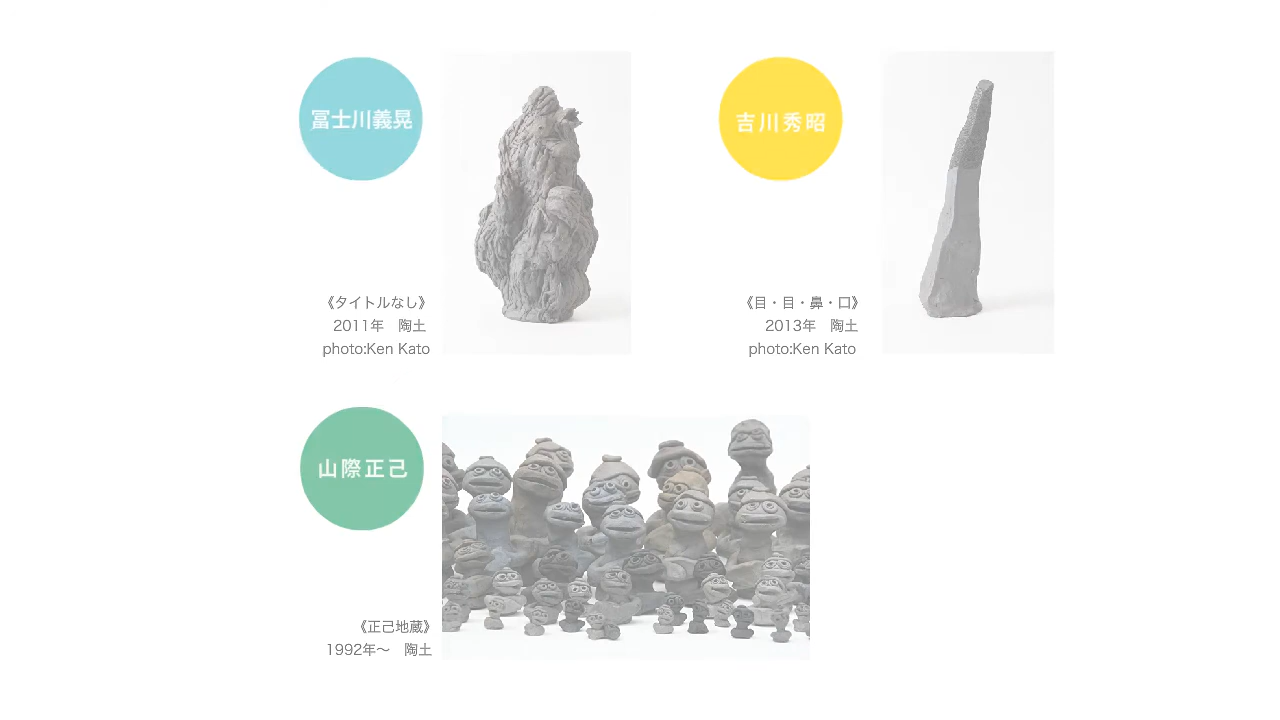 冨士川義晃
《タイトルなし》
2011年　陶土
photo:Ken Kato
吉川秀昭
《目・目・鼻・口》
2013年　陶土
photo:Ken Kato
山際正己
《正己地蔵》
1992年～　陶土